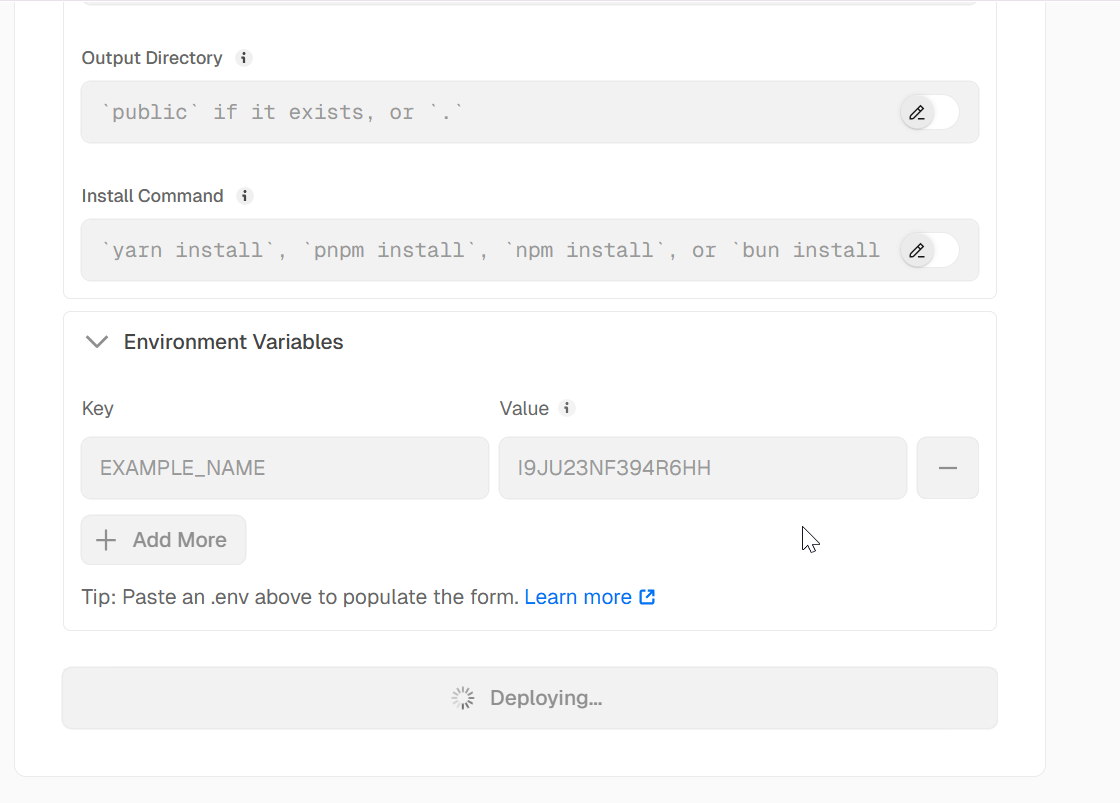 Output Directory
`public` if it exists, or `.`
Install Command
`yarn install`, `pnpm install`, `npm install`, or `bun install
Environment Variables
Key Value
EXAMPLE_NAME I9JU23NF394R6HH
Add More
Tip: Paste an .env above to populate the form. Learn more
Deploying...